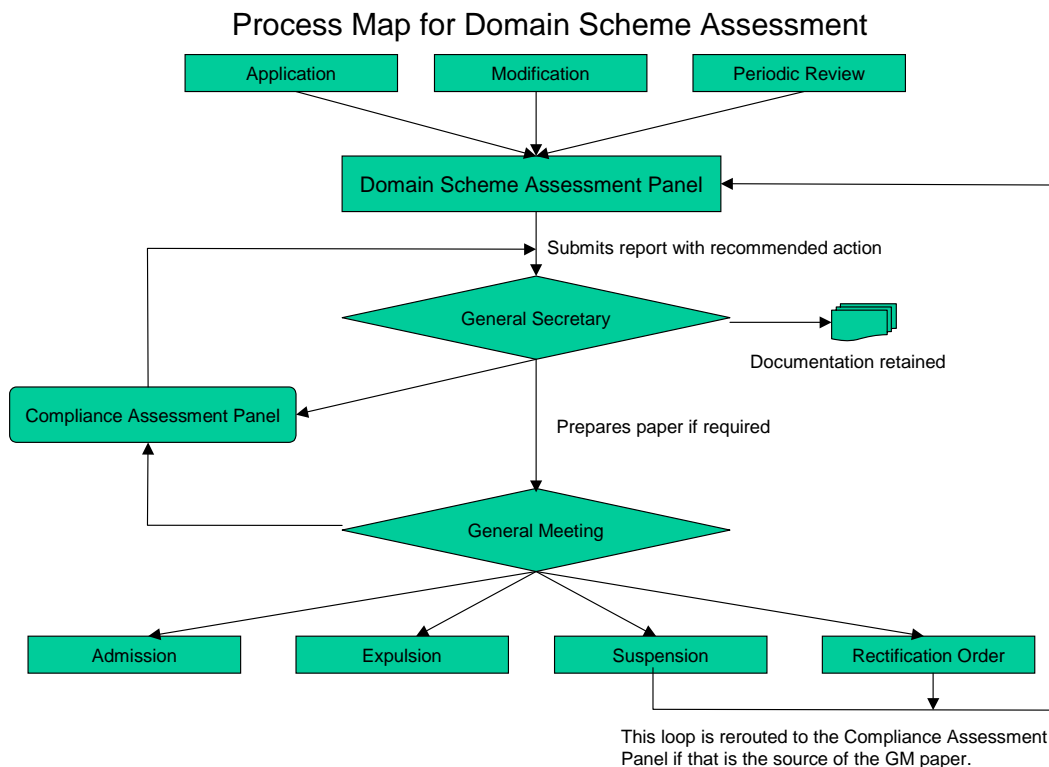 Process Map for Domain Scheme Assessment
Application
Modification
Periodic Review
Domain Scheme Assessment Panel
Submits report with recommended action
General Secretary
Documentation retained
Compliance Assessment Panel
Prepares paper if required
General Meeting
Admission
Expulsion
Suspension
Rectification Order
This loop is rerouted to the Compliance Assessment
Panel if that is the source of the GM paper.